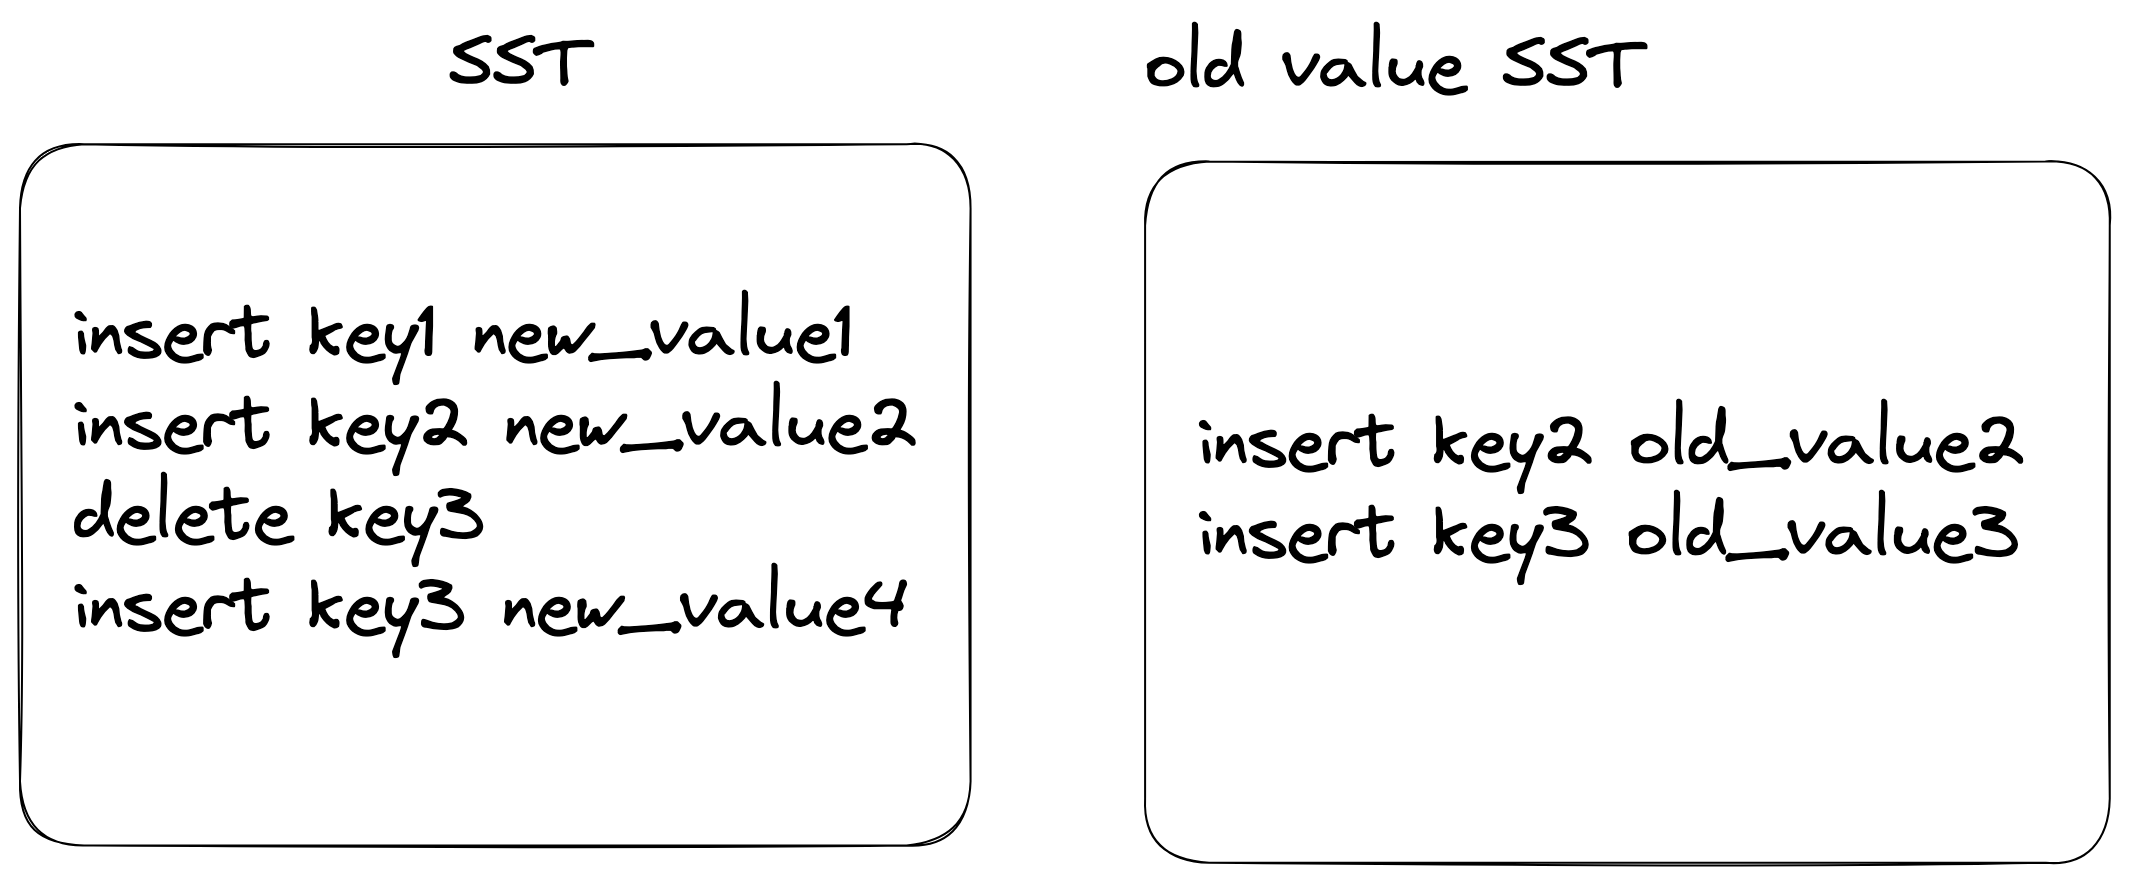 SST
insert key1 new_value1
insert key2 new_value2
delete key3
insert key3 new_value4
old value SST
insert key2 old_value2
insert key3 old_value3